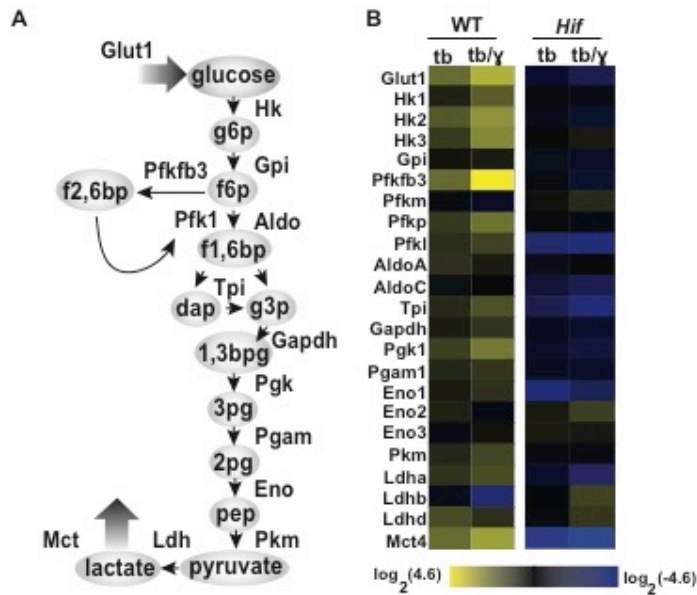 A
Glut1
glucose
Hk
g6p
Gpi
Pfkfb3
f2,6bp
f6p
Pfk1
Aldo
f1,6bp
Tpi
dap
g3p
Gapdh
1,3bpg
Pgk
3pg
Pgam
2pg
Eno
pep
Mct
Ldh
Pkm
lactate
pyruvate
B
WT
Hif
tb
tb/ɣ
tb
tb/ɣ
Glut1
Hk1
Hk2
Hk3
Gpi
Pfkfb3
Pfkm
Pfkp
Pfkl
AldoA
AldoC
Tpi
Gapdh
Pgk1
Pgam1
Eno1
Eno2
Eno3
Pkm
Ldha
Ldhb
Ldhd
Mct4
log2(4.6)
log2(-4.6)